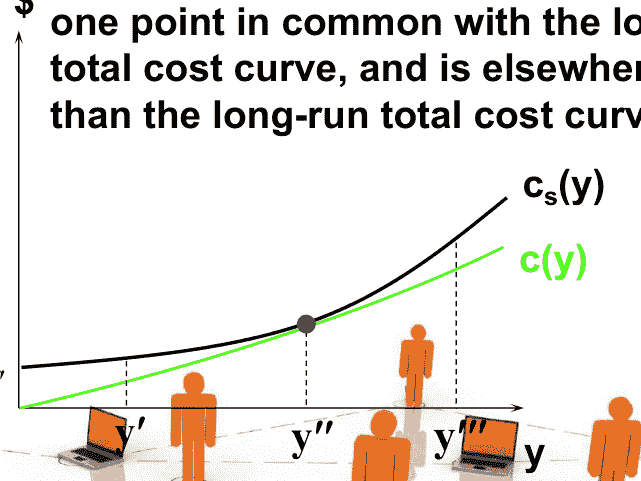 $
one point in common with the lo
total cost curve, and is elsewher
than the long-run total cost curv
cs(y)
c(y)
y′ y″ y‴ y